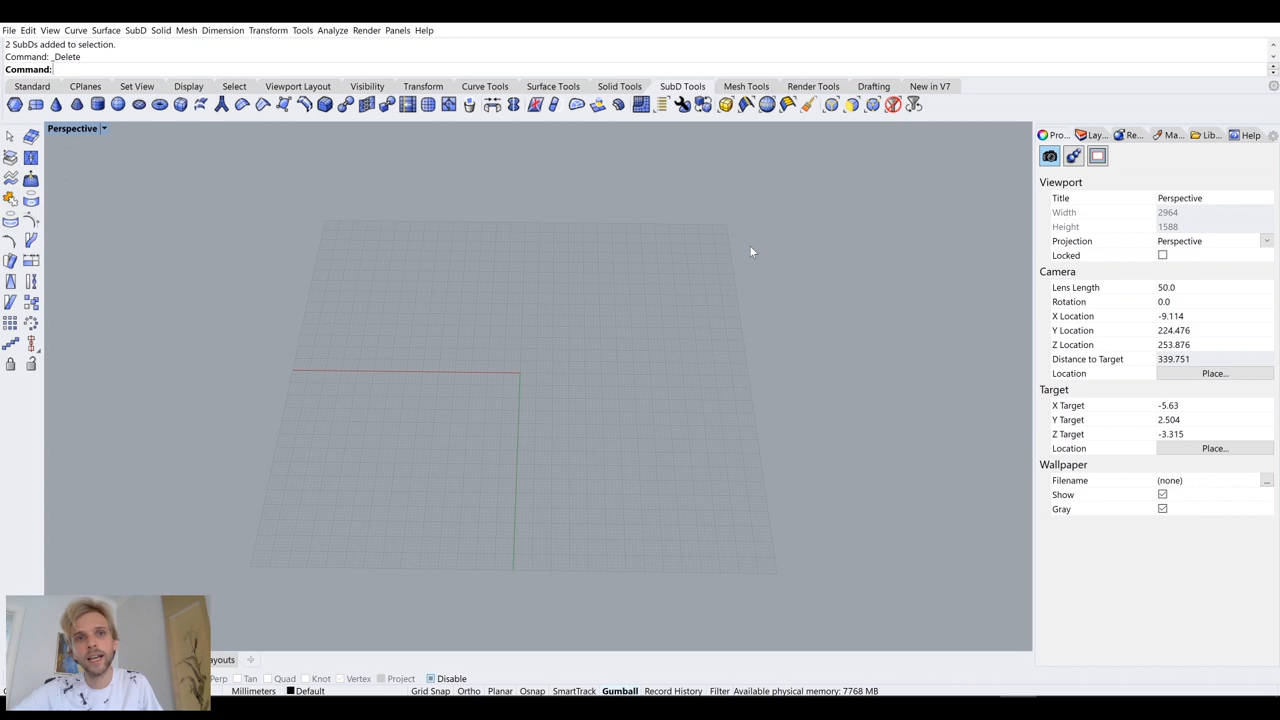 File Edit View Curve Surface SubD Solid Mesh Dimension Transform Tools Analyze Render Panels Help
2 SubDs added to selection.
Command: _Delete
Command:
Standard CPlanes Set View Display Select Viewport Layout Visibility Transform Curve Tools Surface Tools Solid Tools SubD Tools Mesh Tools Render Tools Drafting New in V7
Perspective
Pro... Lay... Re... Ma... Lib... Help
Viewport
Title Perspective
Width 2964
Height 1588
Projection Perspective
Locked
Camera
Lens Length 50.0
Rotation 0.0
X Location -9.114
Y Location 224.476
Z Location 253.876
Distance to Target 339.751
Location Place...
Target
X Target -5.63
Y Target 2.504
Z Target -3.315
Location Place...
Wallpaper
Filename (none) ...
Show
Gray
ayouts
Perp Tan Quad Knot Vertex Project Disable
Millimeters Default Grid Snap Ortho Planar Osnap SmartTrack Gumball Record History Filter Available physical memory: 7768 MB